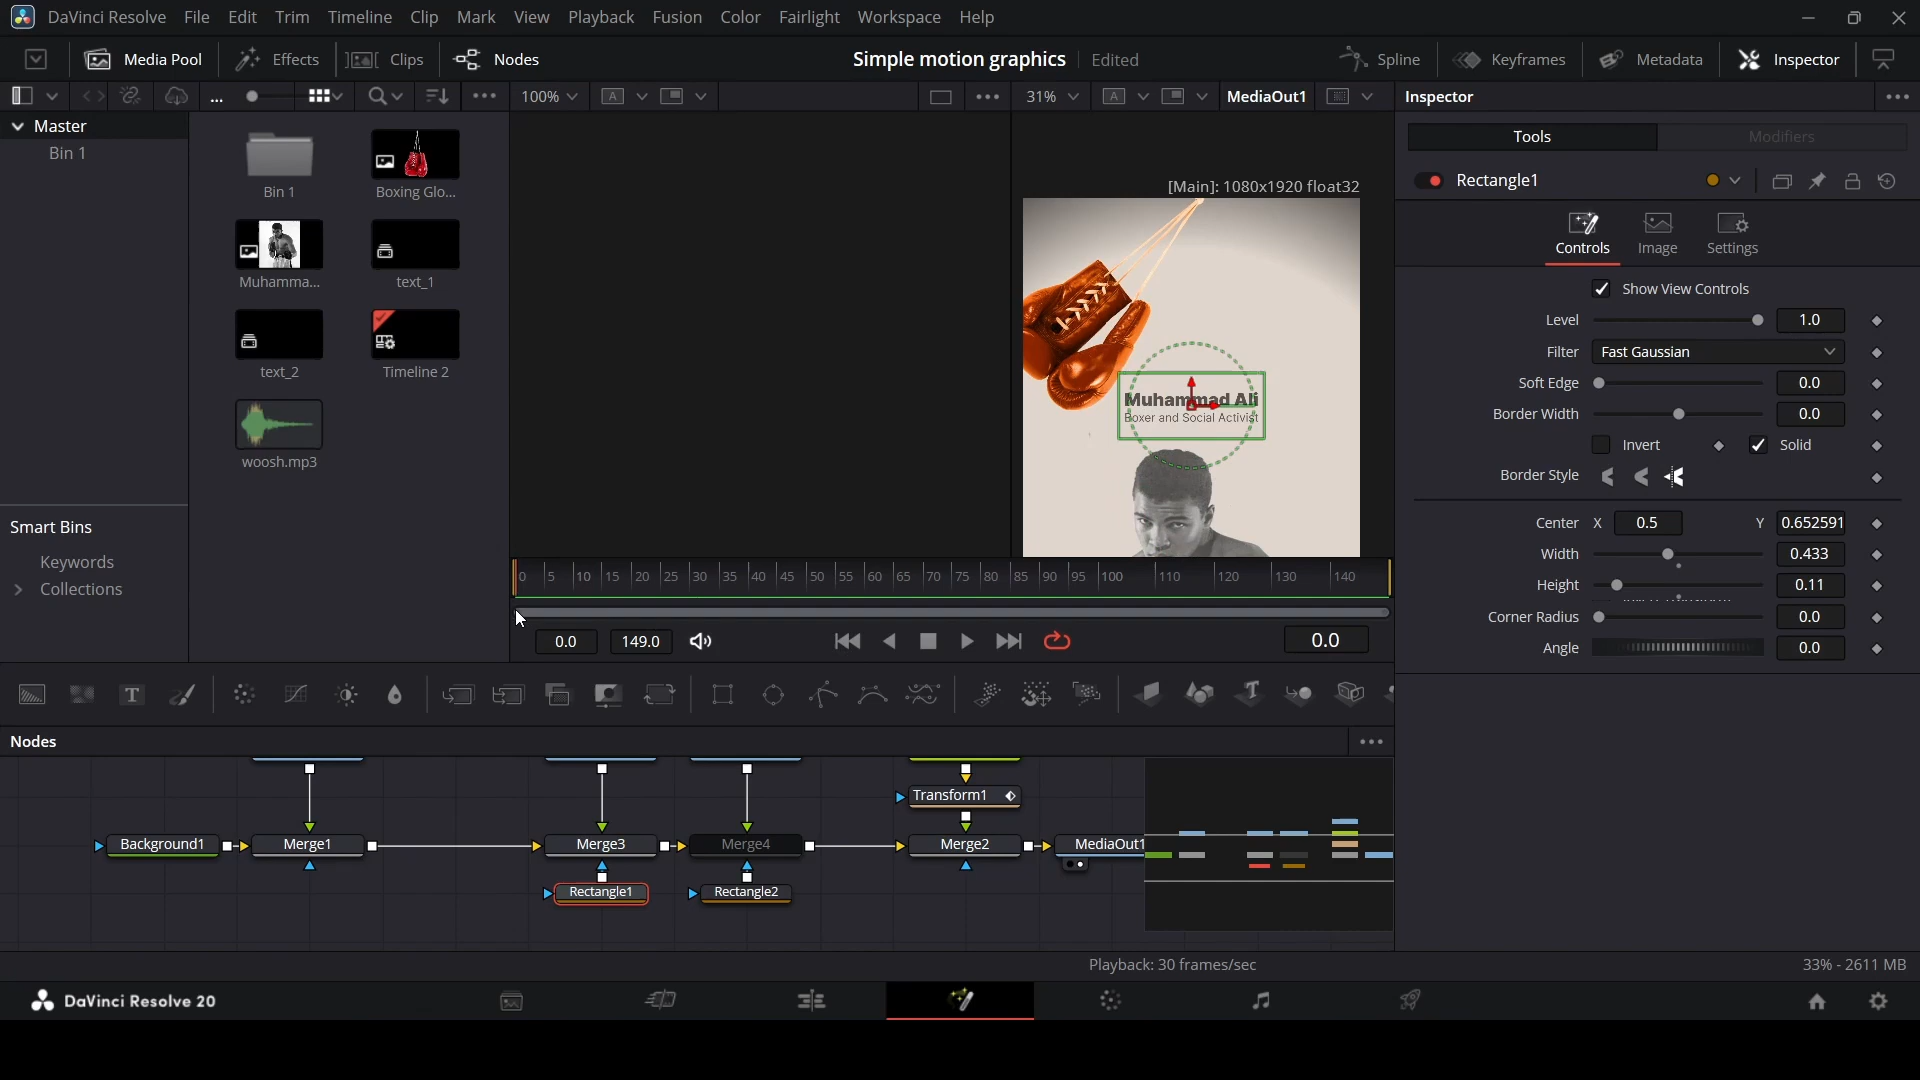 DaVinci Resolve File Edit Trim Timeline Clip Mark View Playback Fusion Color Fairlight Workspace Help
Media Pool Effects Clips Nodes Simple motion graphics Edited Spline Keyframes Metadata Inspector
... 100% A 31% A MediaOut1 Inspector
Master
Bin 1
Bin 1
Boxing Glo...
Muhamma...
text_1
text_2
Timeline 2
woosh.mp3
Smart Bins
Keywords
Collections
[Main]: 1080x1920 float32
Muhammad Ali
Boxer and Social Activist
0 5 10 15 20 25 30 35 40 45 50 55 60 65 70 75 80 85 90 95 100 110 120 130 140
0.0 149.0 0.0
Tools Modifiers
Rectangle1
Controls Image Settings
Show View Controls
Level 1.0
Filter Fast Gaussian
Soft Edge 0.0
Border Width 0.0
Invert Solid
Border Style
Center X 0.5 Y 0.652591
Width 0.433
Height 0.11
Corner Radius 0.0
Angle 0.0
T T
Nodes
Transform1
Background1 Merge1 Merge3 Merge4 Merge2 MediaOut1
Rectangle1 Rectangle2
Playback: 30 frames/sec 33% - 2611 MB
DaVinci Resolve 20